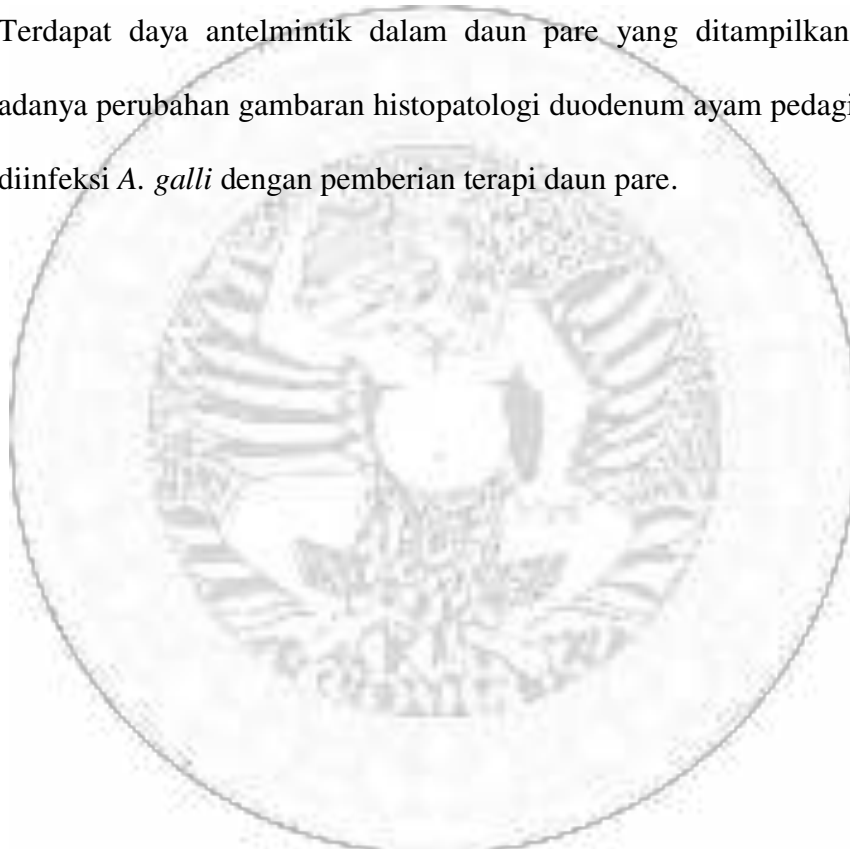 Terdapat daya antelmintik dalam daun pare yang ditampilkan
adanya perubahan gambaran histopatologi duodenum ayam pedagi
diinfeksi A. galli dengan pemberian terapi daun pare.